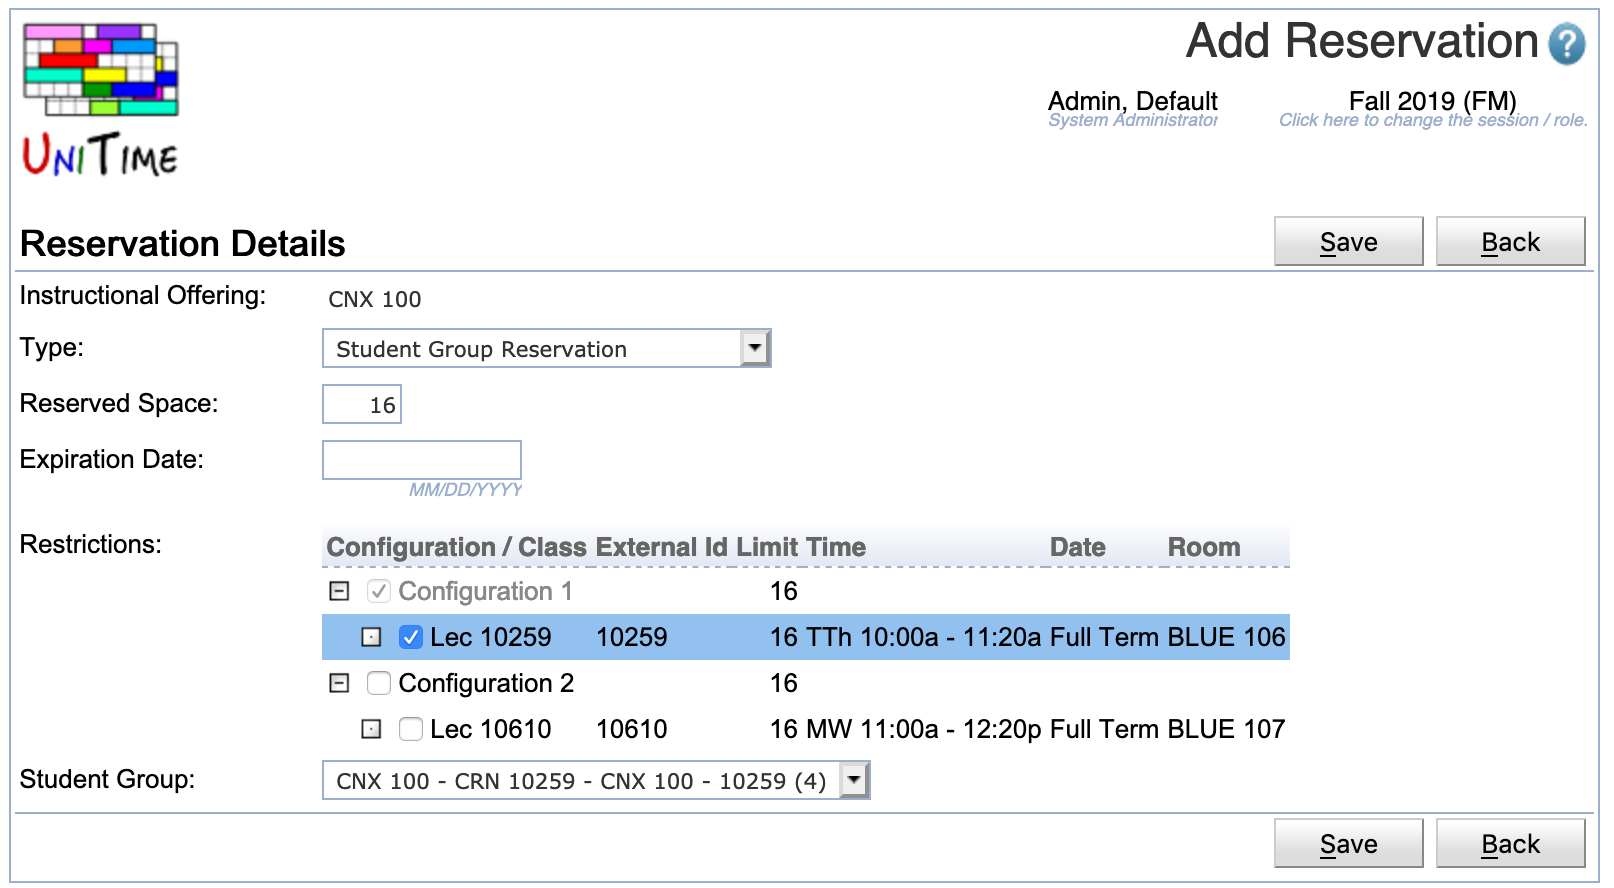 Add Reservation ?
Admin, Default Fall 2019 (FM)
System Administrator Click here to change the session / role.
UNITIME
Reservation Details Save Back
Instructional Offering: CNX 100
Type: Student Group Reservation
Reserved Space: 16
Expiration Date:
MM/DD/YYYY
Restrictions: Configuration / Class External Id Limit Time Date Room
Configuration 1 16
Lec 10259 10259 16 TTh 10:00a - 11:20a Full Term BLUE 106
Configuration 2 16
Lec 10610 10610 16 MW 11:00a - 12:20p Full Term BLUE 107
Student Group: CNX 100 - CRN 10259 - CNX 100 - 10259 (4)
Save Back